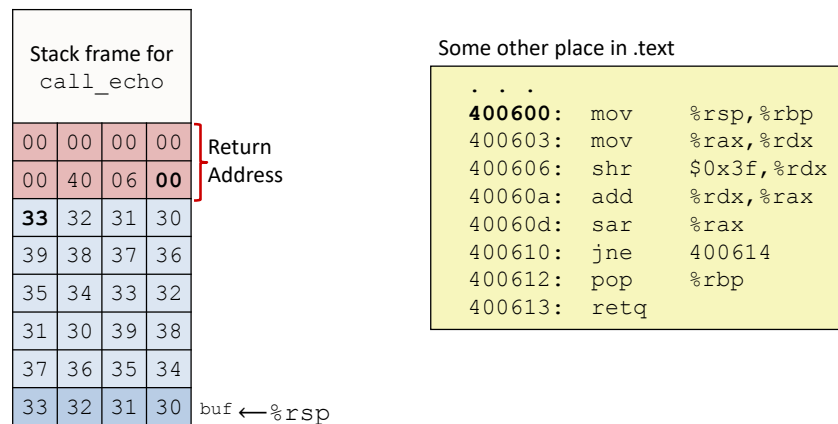 Stack frame for
call_echo
00 00 00 00
00 40 06 00
Return
Address
33 32 31 30
39 38 37 36
35 34 33 32
31 30 39 38
37 36 35 34
33 32 31 30
buf ←%rsp
Some other place in .text
. . .
400600: mov %rsp,%rbp
400603: mov %rax,%rdx
400606: shr $0x3f,%rdx
40060a: add %rdx,%rax
40060d: sar %rax
400610: jne 400614
400612: pop %rbp
400613: retq